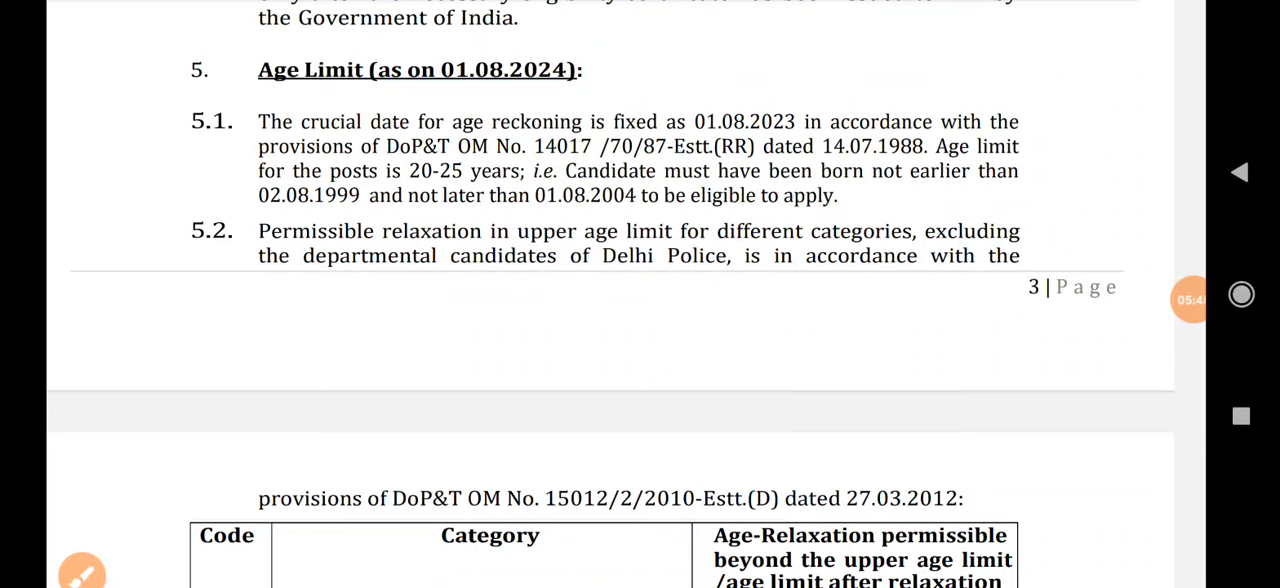 the Government of India.
5. Age Limit (as on 01.08.2024):
5.1. The crucial date for age reckoning is fixed as 01.08.2023 in accordance with the
provisions of DoP&T OM No. 14017 /70/87-Estt.(RR) dated 14.07.1988. Age limit
for the posts is 20-25 years; i.e. Candidate must have been born not earlier than
02.08.1999 and not later than 01.08.2004 to be eligible to apply.
5.2. Permissible relaxation in upper age limit for different categories, excluding
the departmental candidates of Delhi Police, is in accordance with the
3 | Page
05:4
provisions of DoP&T OM No. 15012/2/2010-Estt.(D) dated 27.03.2012:
Code Category Age-Relaxation permissible
beyond the upper age limit
/age limit after relaxation